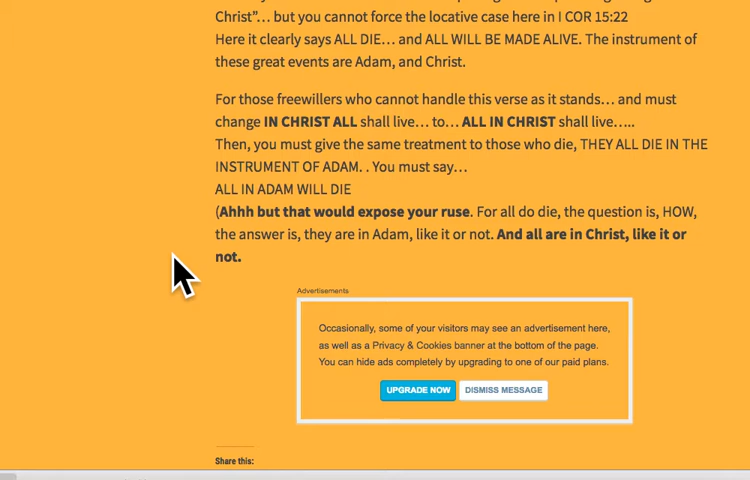 Christ”… but you cannot force the locative case here in I COR 15:22
Here it clearly says ALL DIE… and ALL WILL BE MADE ALIVE. The instrument of
these great events are Adam, and Christ.
For those freewillers who cannot handle this verse as it stands… and must
change IN CHRIST ALL shall live… to… ALL IN CHRIST shall live…..
Then, you must give the same treatment to those who die, THEY ALL DIE IN THE
INSTRUMENT OF ADAM. . You must say…
ALL IN ADAM WILL DIE
(Ahhh but that would expose your ruse. For all do die, the question is, HOW,
the answer is, they are in Adam, like it or not. And all are in Christ, like it or
not.
Advertisements
Occasionally, some of your visitors may see an advertisement here,
as well as a Privacy & Cookies banner at the bottom of the page.
You can hide ads completely by upgrading to one of our paid plans.
UPGRADE NOW DISMISS MESSAGE
Share this: